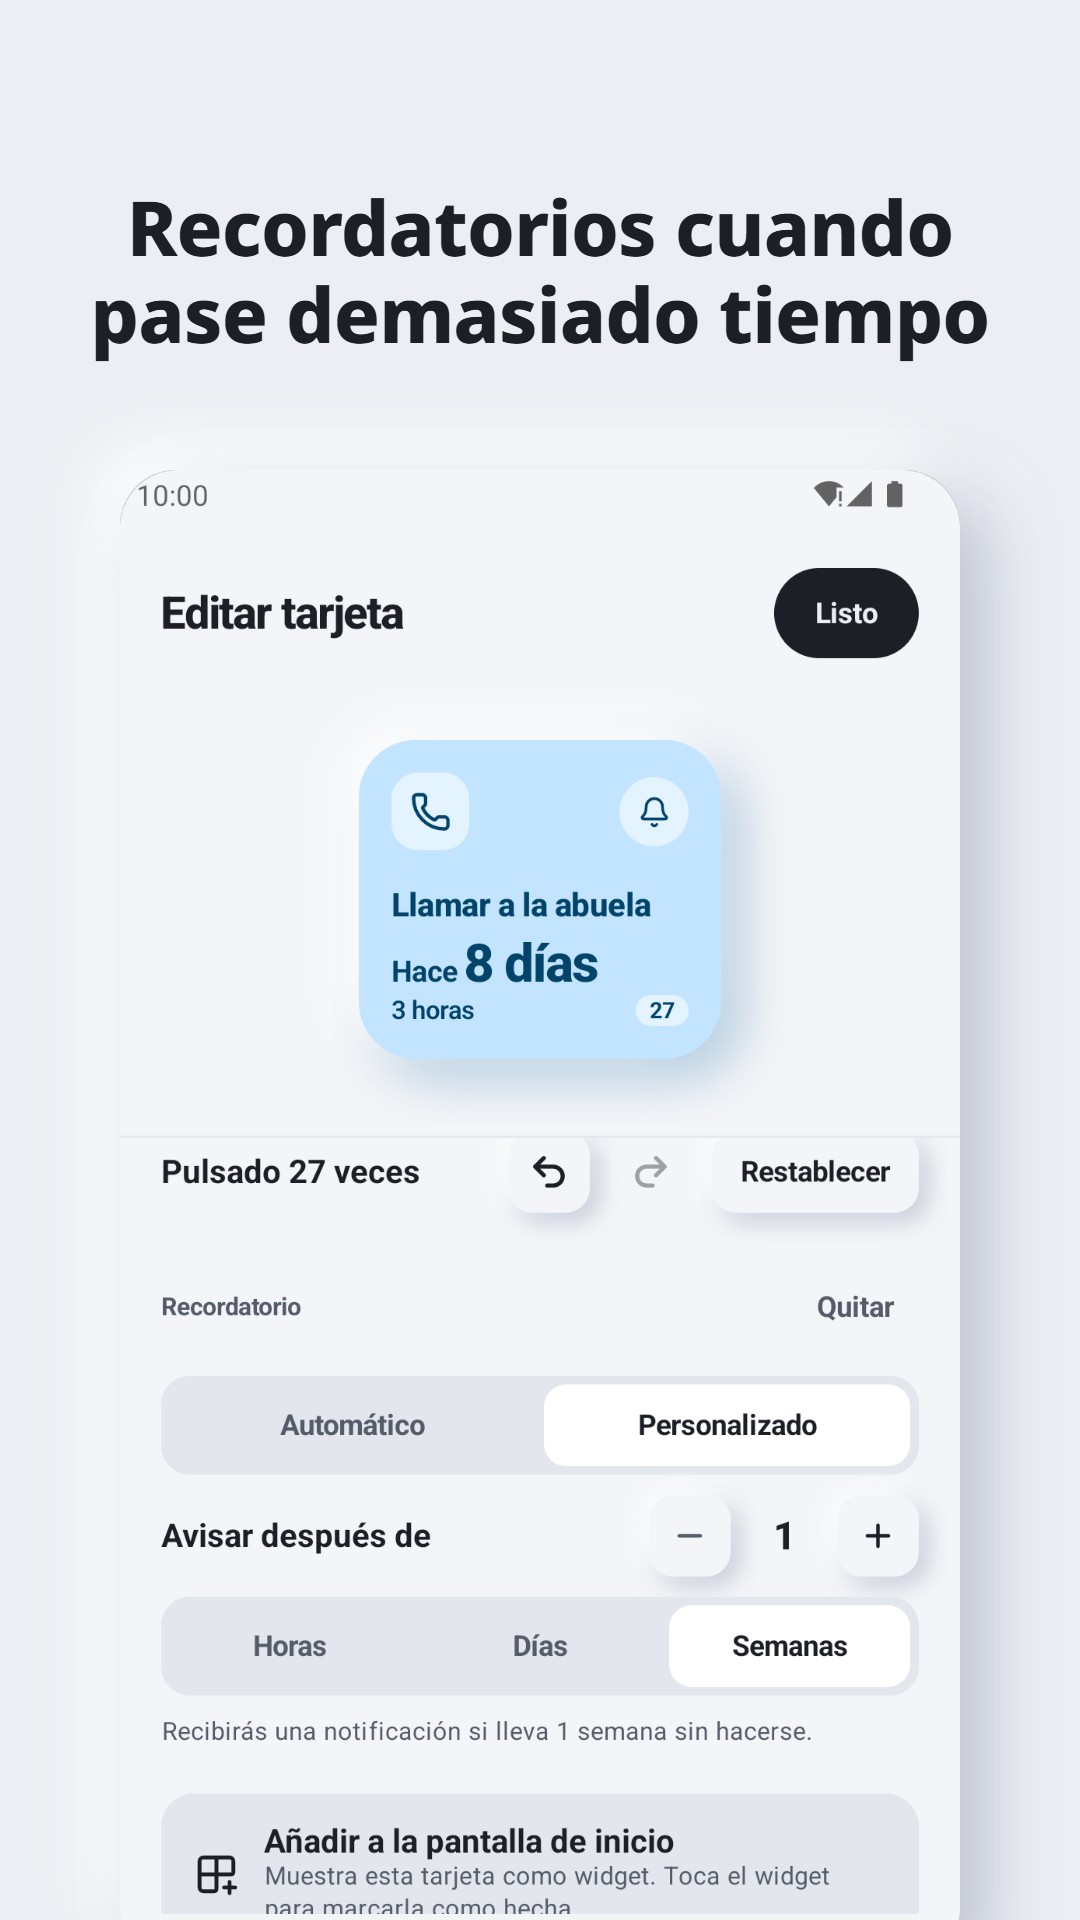 Recordatorios cuando
pase demasiado tiempo
10:00
Editar tarjeta
Listo
Llamar a la abuela
Hace 8 días
3 horas
27
Pulsado 27 veces
Restablecer
Recordatorio
Quitar
Automático
Personalizado
Avisar después de
1
Horas
Días
Semanas
Recibirás una notificación si lleva 1 semana sin hacerse.
Añadir a la pantalla de inicio
Muestra esta tarjeta como widget. Toca el widget
para marcarla como hecha